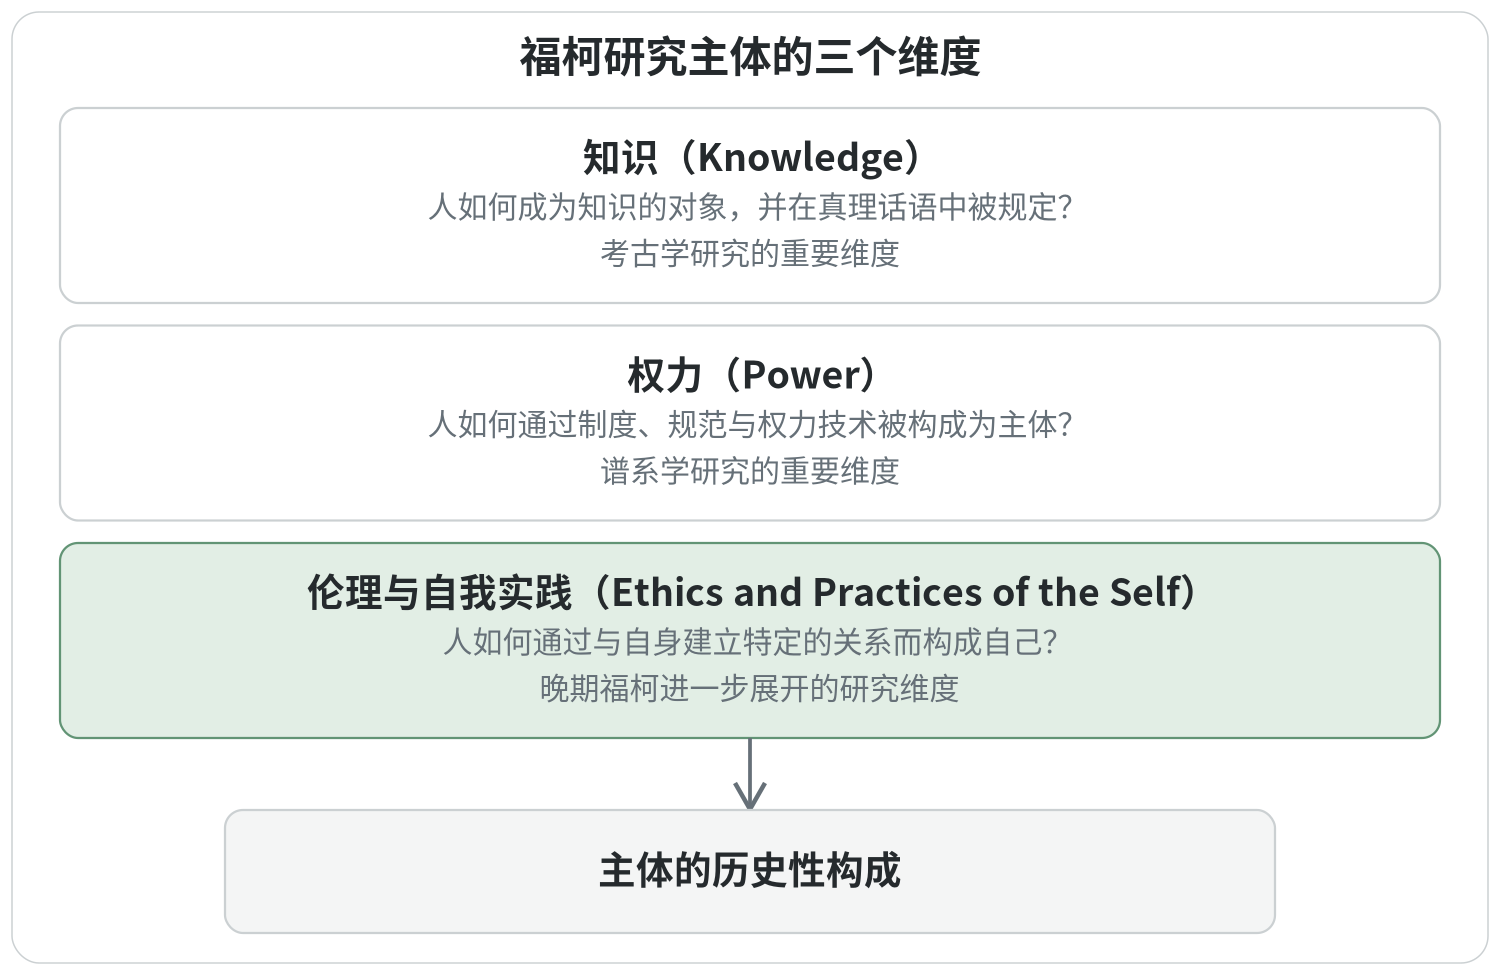 福柯研究主体的三个维度
知识（Knowledge）
人如何成为知识的对象，并在真理话语中被规定？
考古学研究的重要维度
权力（Power）
人如何通过制度、规范与权力技术被构成为主体？
谱系学研究的重要维度
伦理与自我实践（Ethics and Practices of the Self）
人如何通过与自身建立特定的关系而构成自己？
晚期福柯进一步展开的研究维度
主体的历史性构成